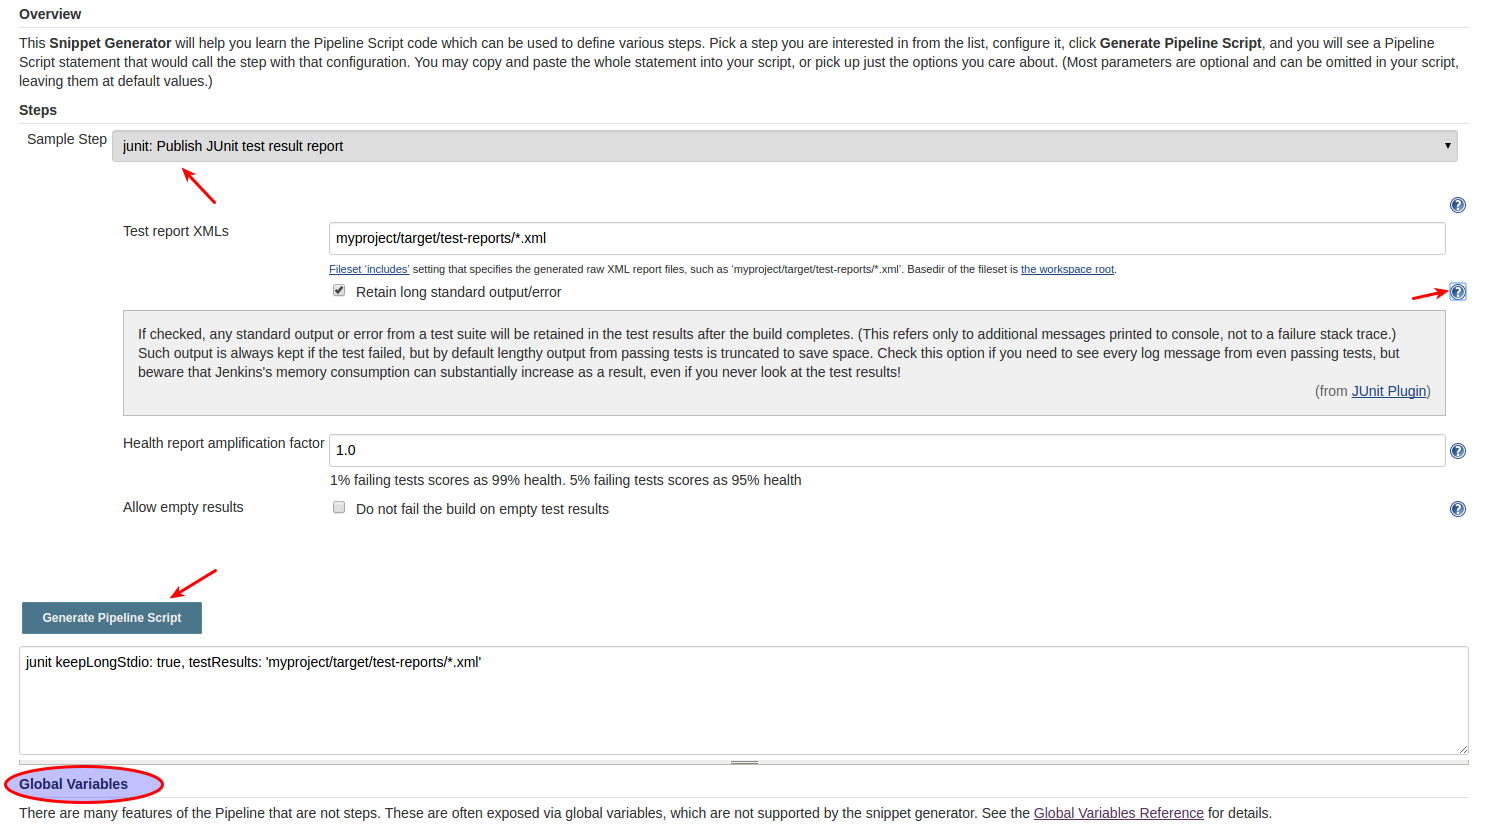 Overview
This Snippet Generator will help you learn the Pipeline Script code which can be used to define various steps. Pick a step you are interested in from the list, configure it, click Generate Pipeline Script, and you will see a Pipeline
Script statement that would call the step with that configuration. You may copy and paste the whole statement into your script, or pick up just the options you care about. (Most parameters are optional and can be omitted in your script,
leaving them at default values.)
Steps
Sample Step junit: Publish JUnit test result report
Test report XMLs myproject/target/test-reports/*.xml
Fileset ‘includes’ setting that specifies the generated raw XML report files, such as ‘myproject/target/test-reports/*.xml’. Basedir of the fileset is the workspace root.
Retain long standard output/error
If checked, any standard output or error from a test suite will be retained in the test results after the build completes. (This refers only to additional messages printed to console, not to a failure stack trace.)
Such output is always kept if the test failed, but by default lengthy output from passing tests is truncated to save space. Check this option if you need to see every log message from even passing tests, but
beware that Jenkins's memory consumption can substantially increase as a result, even if you never look at the test results!
(from JUnit Plugin)
Health report amplification factor 1.0
1% failing tests scores as 99% health. 5% failing tests scores as 95% health
Allow empty results Do not fail the build on empty test results
Generate Pipeline Script
junit keepLongStdio: true, testResults: 'myproject/target/test-reports/*.xml'
Global Variables
There are many features of the Pipeline that are not steps. These are often exposed via global variables, which are not supported by the snippet generator. See the Global Variables Reference for details.